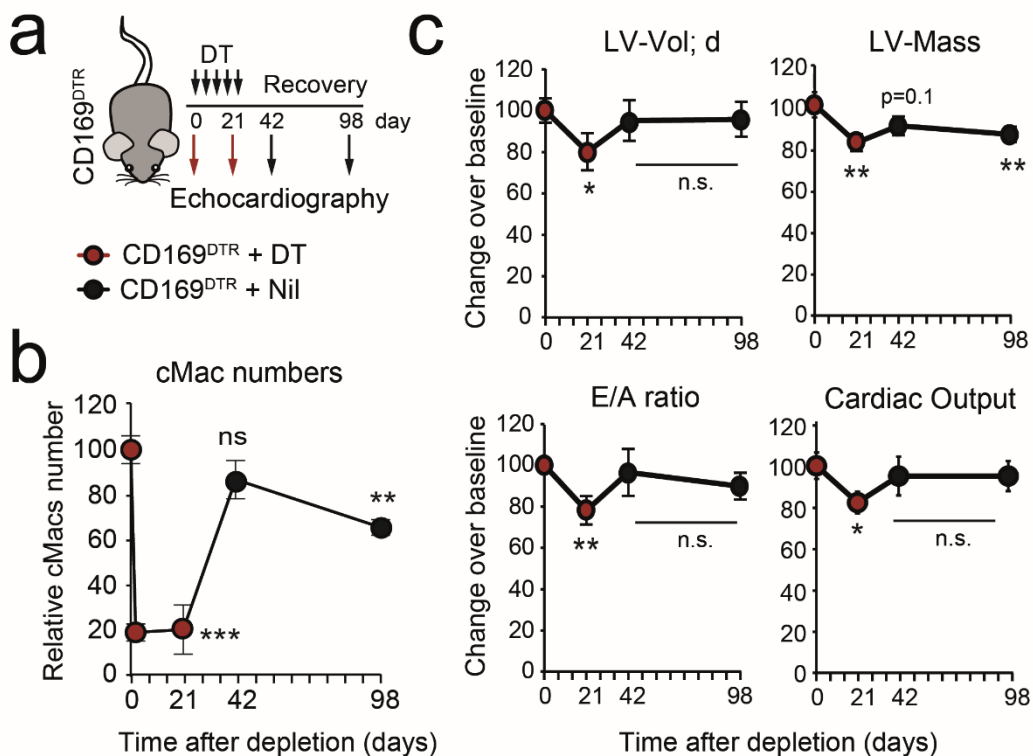 a
DT
Recovery
CD169DTR
0 21 42 98 day
Echocardiography
CD169DTR + DT
CD169DTR + Nil
b
cMac numbers
Relative cMacs number
120
100
80
60
40
20
0
ns
**
***
0 21 42 98
Time after depletion (days)
c
LV-Vol; d
Change over baseline
120
100
80
60
40
20
0
*
n.s.
0 21 42 98
LV-Mass
120
100
80
60
40
20
0
p=0.1
**
**
0 21 42 98
E/A ratio
Change over baseline
120
100
80
60
40
20
0
**
n.s.
0 21 42 98
Cardiac Output
120
100
80
60
40
20
0
*
n.s.
0 21 42 98
Time after depletion (days)